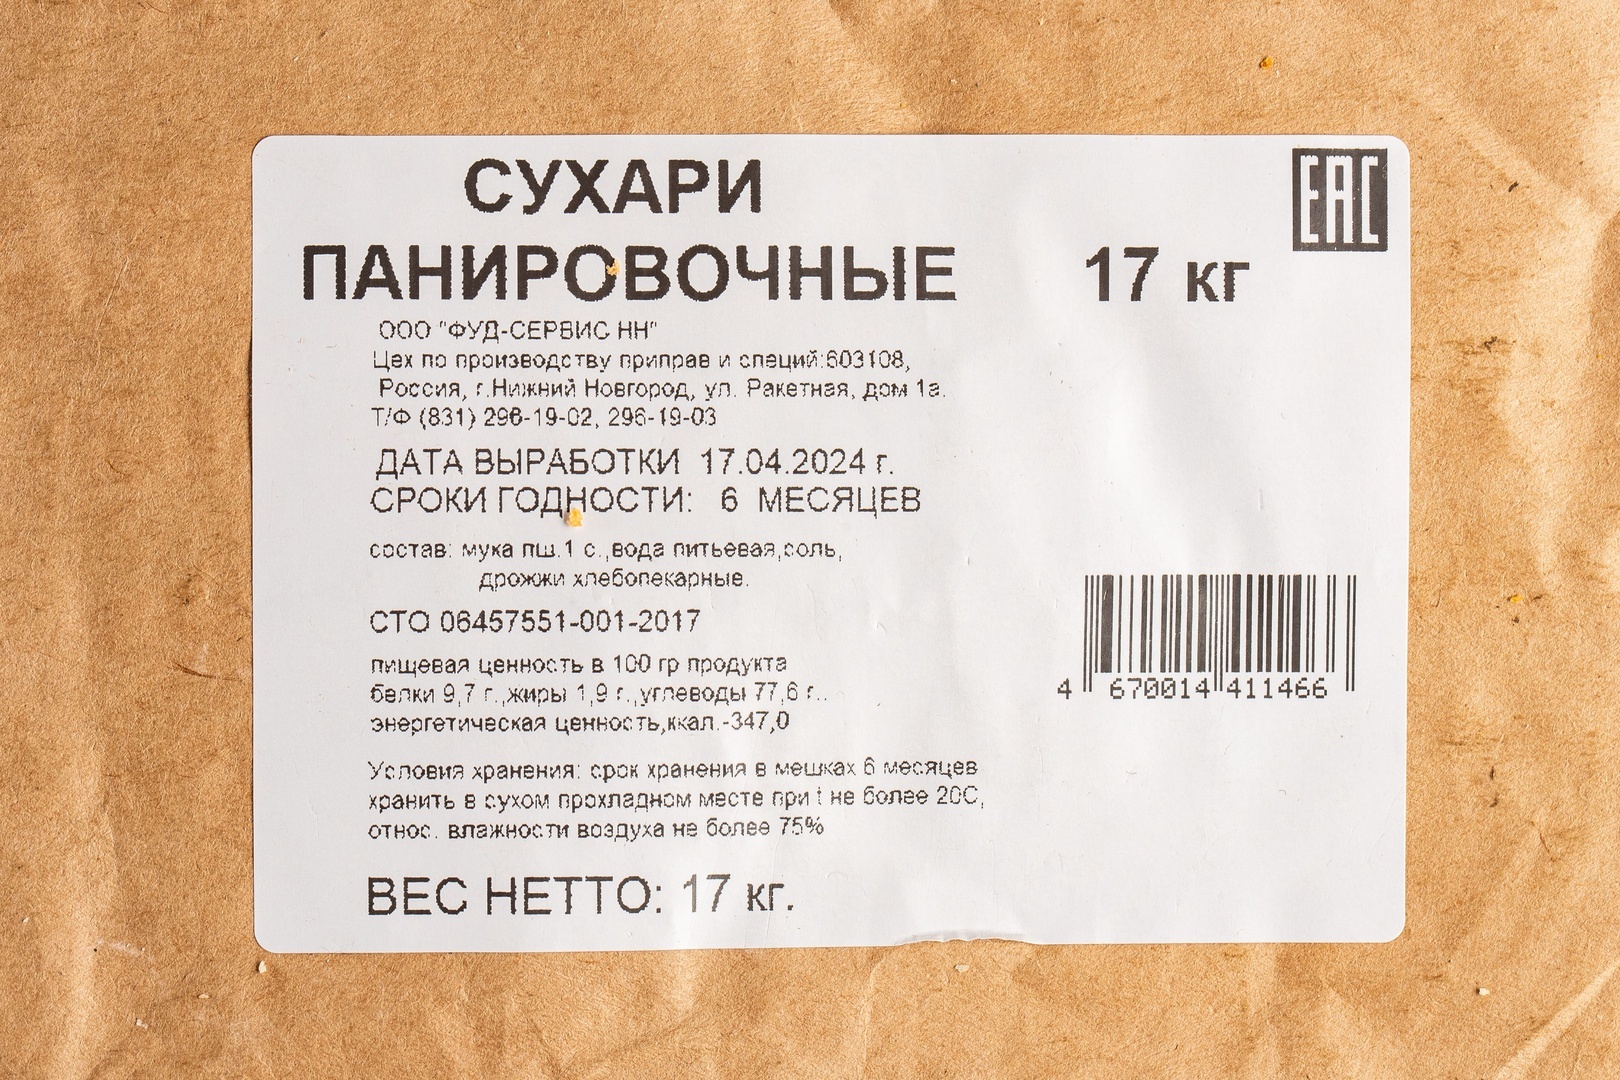 СУХАРИ
ПАНИРОВОЧНЫЕ 17 кг
EAC
ООО "ФУД-СЕРВИС НН"
Цех по производству приправ и специй:603108,
Россия, г.Нижний Новгород, ул. Ракетная, дом 1а.
Т/Ф (831) 296-19-02, 296-19-03
ДАТА ВЫРАБОТКИ 17.04.2024 г.
СРОКИ ГОДНОСТИ: 6 МЕСЯЦЕВ
состав: мука пш.1 с.,вода питьевая,соль,
дрожжи хлебопекарные.
СТО 06457551-001-2017
пищевая ценность в 100 гр продукта
белки 9,7 г.,жиры 1,9 г.,углеводы 77,6 г..
энергетическая ценность,ккал.-347,0
4 670014 411466
Условия хранения: срок хранения в мешках 6 месяцев
хранить в сухом прохладном месте при t не более 20С,
относ. влажности воздуха не более 75%
ВЕС НЕТТО: 17 кг.